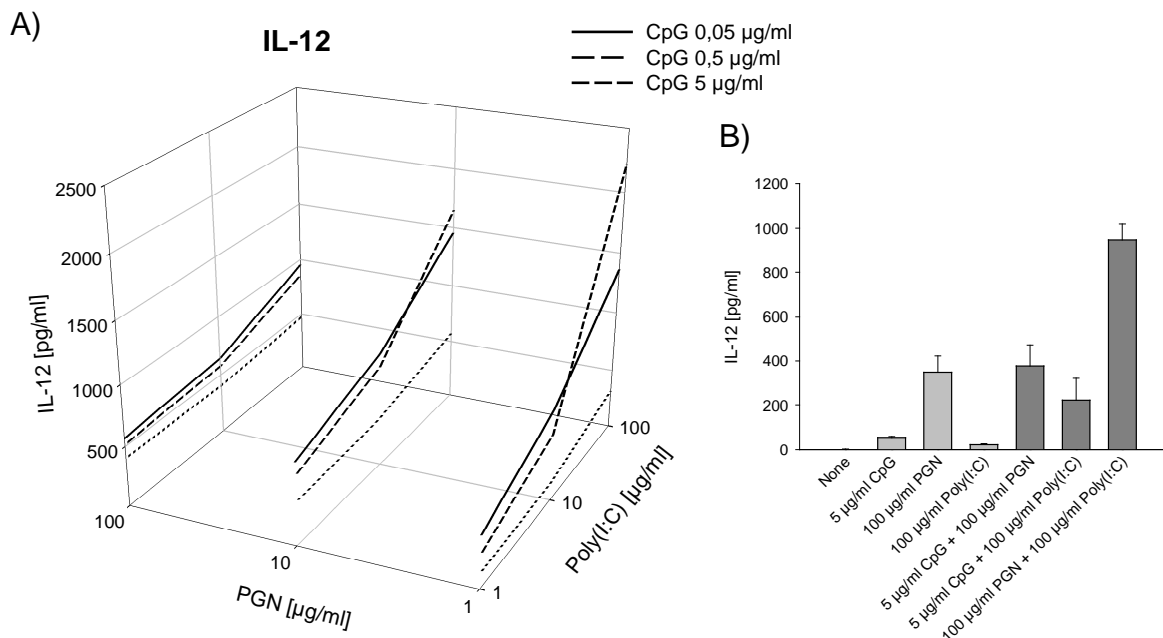 A)
IL-12
CpG 0,05 µg/ml
CpG 0,5 µg/ml
CpG 5 µg/ml
IL-12 [pg/ml]
2500
2000
1500
1000
500
100
10
1
PGN [µg/ml]
1
10
100
Poly(I:C) [µg/ml]
B)
IL-12 [pg/ml]
1200
1000
800
600
400
200
0
None
5 µg/ml CpG
100 µg/ml PGN
100 µg/ml Poly(I:C)
5 µg/ml CpG + 100 µg/ml PGN
5 µg/ml CpG + 100 µg/ml Poly(I:C)
100 µg/ml PGN + 100 µg/ml Poly(I:C)